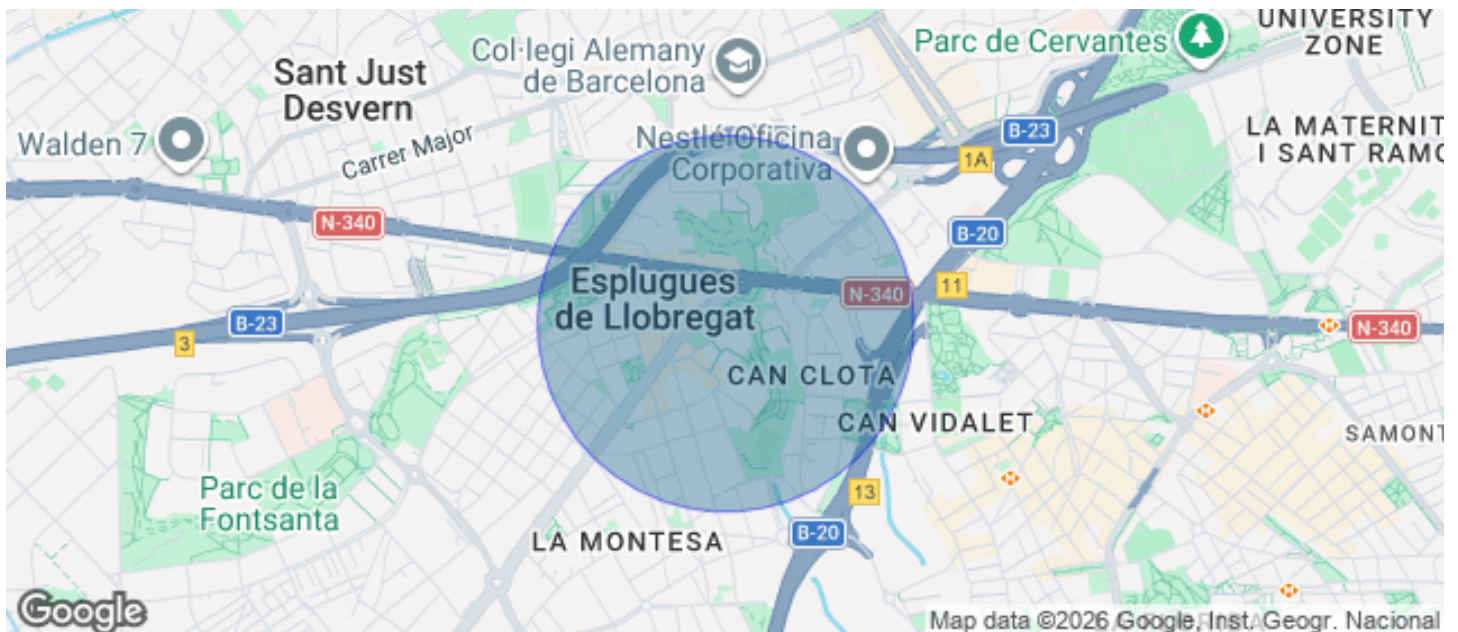 UNIVERSITY
ZONE
Parc de Cervantes
Col·legi Alemany
de Barcelona
Sant Just
Desvern
Walden 7
Carrer Major
Nestlé Oficina
Corporativa
B-23
1A
LA MATERNIT
I SANT RAMO
N-340
B-20
Esplugues
de Llobregat
N-340
11
B-23
3
N-340
CAN CLOTA
CAN VIDALET
SAMONT
Parc de la
Fontsanta
13
LA MONTESA
B-20
Google
Map data ©2026 Google, Inst. Geogr. Nacional